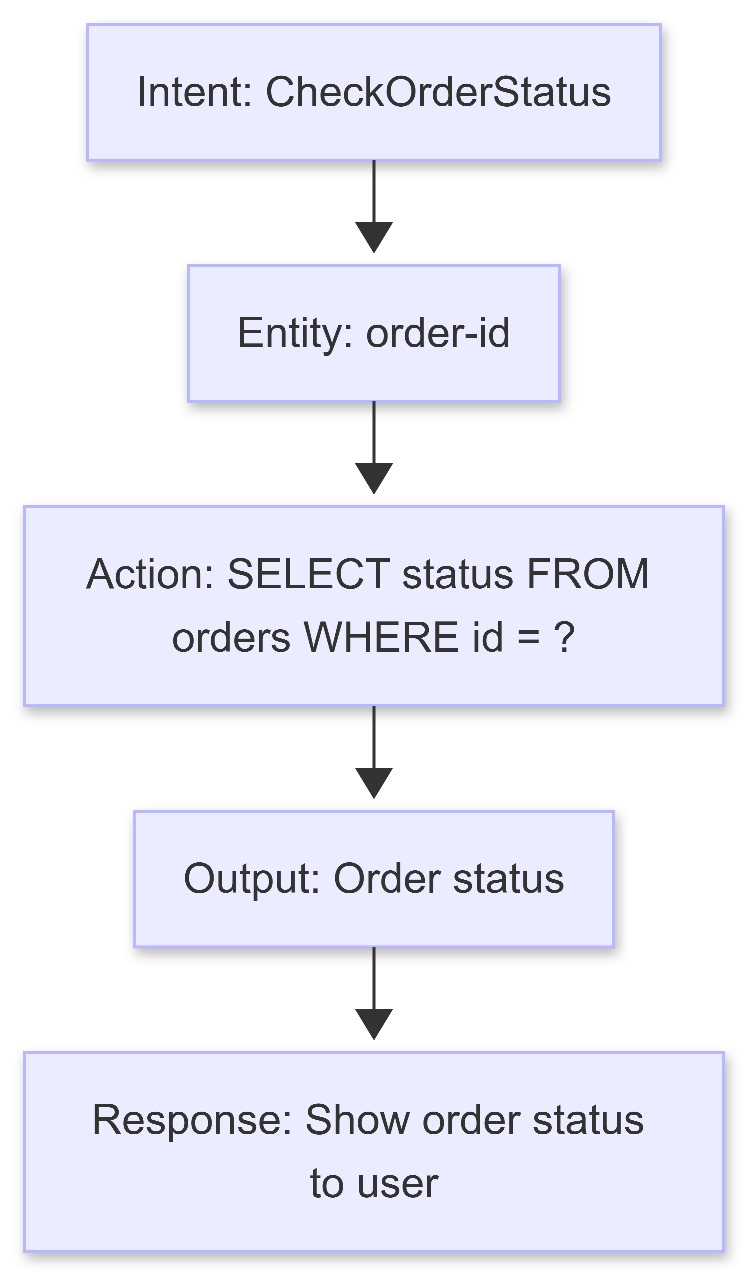 Intent: CheckOrderStatus
Entity: order-id
Action: SELECT status FROM
orders WHERE id = ?
Output: Order status
Response: Show order status
to user